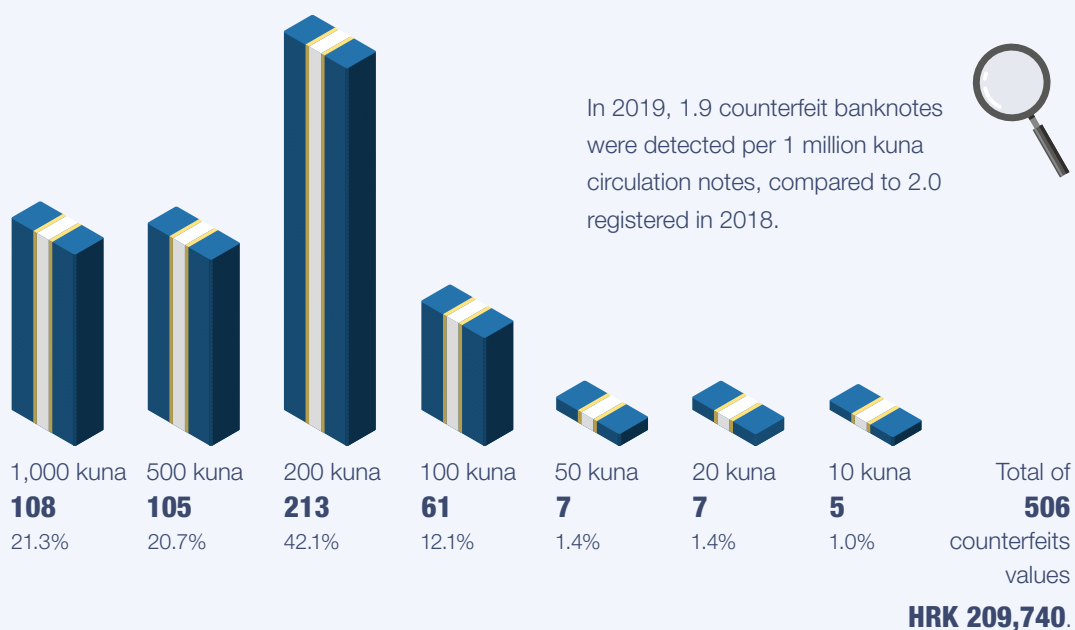 In 2019, 1.9 counterfeit banknotes
were detected per 1 million kuna
circulation notes, compared to 2.0
registered in 2018.
1,000 kuna
108
21.3%
500 kuna
105
20.7%
200 kuna
213
42.1%
100 kuna
61
12.1%
50 kuna
7
1.4%
20 kuna
7
1.4%
10 kuna
5
1.0%
Total of
506
counterfeits
values
HRK 209,740.